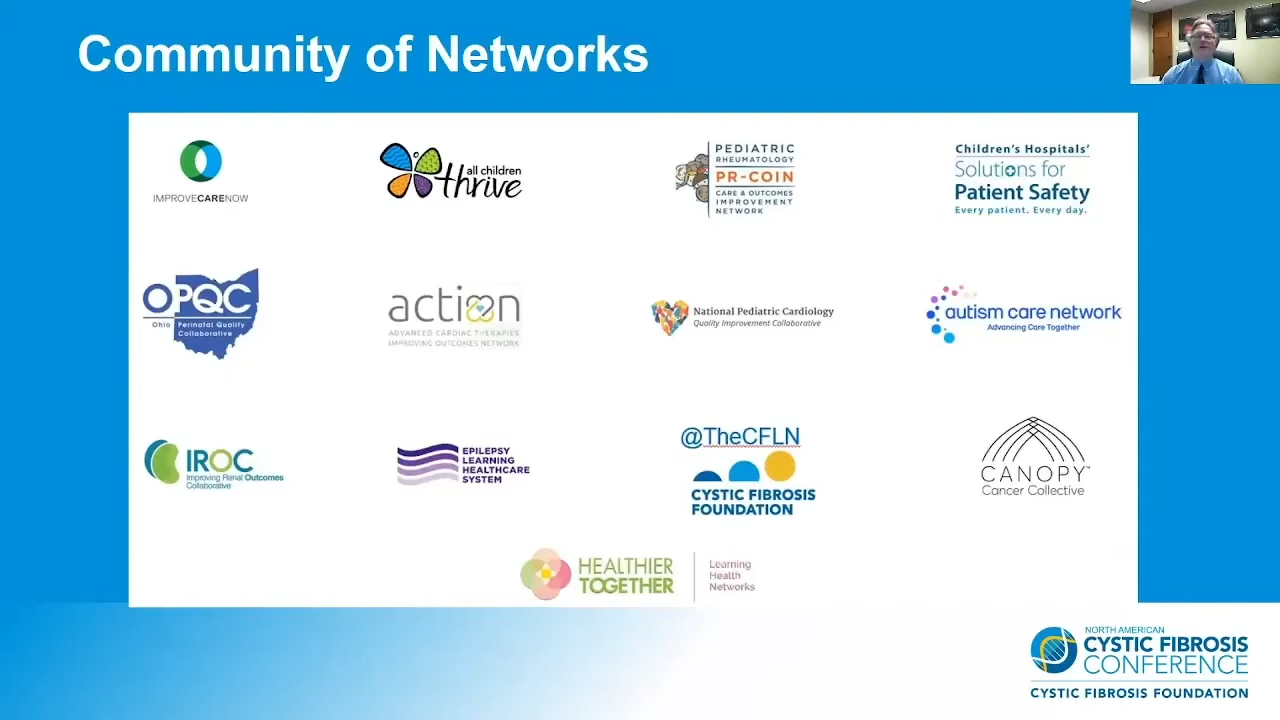 Community of Networks
IMPROVECARENOW
all children
thrive
PEDIATRIC
RHEUMATOLOGY
PR-COIN
CARE & OUTCOMES
IMPROVEMENT
NETWORK
Children's Hospitals'
Solutions for
Patient Safety
Every patient. Every day.
OPQC
Ohio Perinatal Quality
Collaborative
action
ADVANCED CARDIAC THERAPIES
IMPROVING OUTCOMES NETWORK
National Pediatric Cardiology
Quality Improvement Collaborative
autism care network
Advancing Care Together
IROC
Improving Renal Outcomes
Collaborative
EPILEPSY
LEARNING
HEALTHCARE
SYSTEM
@TheCFLN
CYSTIC FIBROSIS
FOUNDATION
CANOPY™
Cancer Collective
HEALTHIER
TOGETHER
Learning
Health
Networks
NORTH AMERICAN
CYSTIC FIBROSIS
CONFERENCE
CYSTIC FIBROSIS FOUNDATION